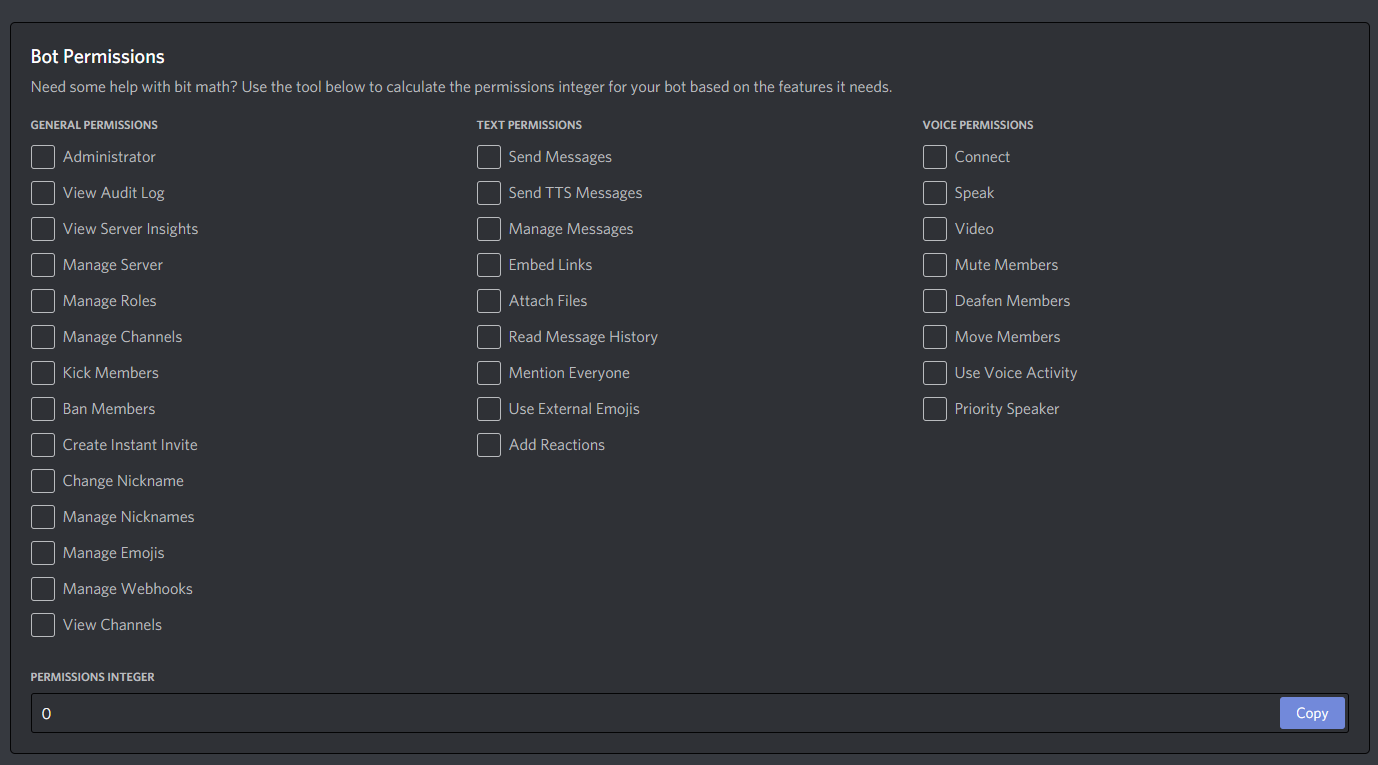 Bot Permissions
Need some help with bit math? Use the tool below to calculate the permissions integer for your bot based on the features it needs.
GENERAL PERMISSIONS
Administrator
View Audit Log
View Server Insights
Manage Server
Manage Roles
Manage Channels
Kick Members
Ban Members
Create Instant Invite
Change Nickname
Manage Nicknames
Manage Emojis
Manage Webhooks
View Channels
TEXT PERMISSIONS
Send Messages
Send TTS Messages
Manage Messages
Embed Links
Attach Files
Read Message History
Mention Everyone
Use External Emojis
Add Reactions
VOICE PERMISSIONS
Connect
Speak
Video
Mute Members
Deafen Members
Move Members
Use Voice Activity
Priority Speaker
PERMISSIONS INTEGER
0
Copy